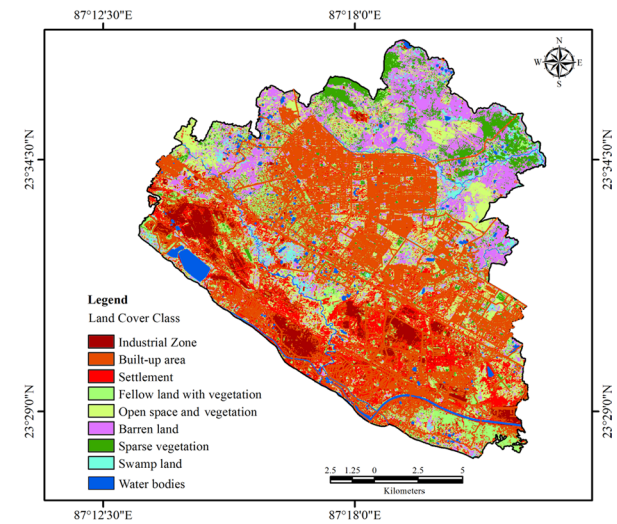 87°12'30"E 87°18'0"E
N
W E
S
23°34'30"N 23°34'30"N
Legend
Land Cover Class
Industrial Zone
Built-up area
Settlement
Fellow land with vegetation
Open space and vegetation
Barren land
Sparse vegetation
Swamp land
Water bodies
23°29'0"N 23°29'0"N
2.5 1.25 0 2.5 5
Kilometers
87°12'30"E 87°18'0"E